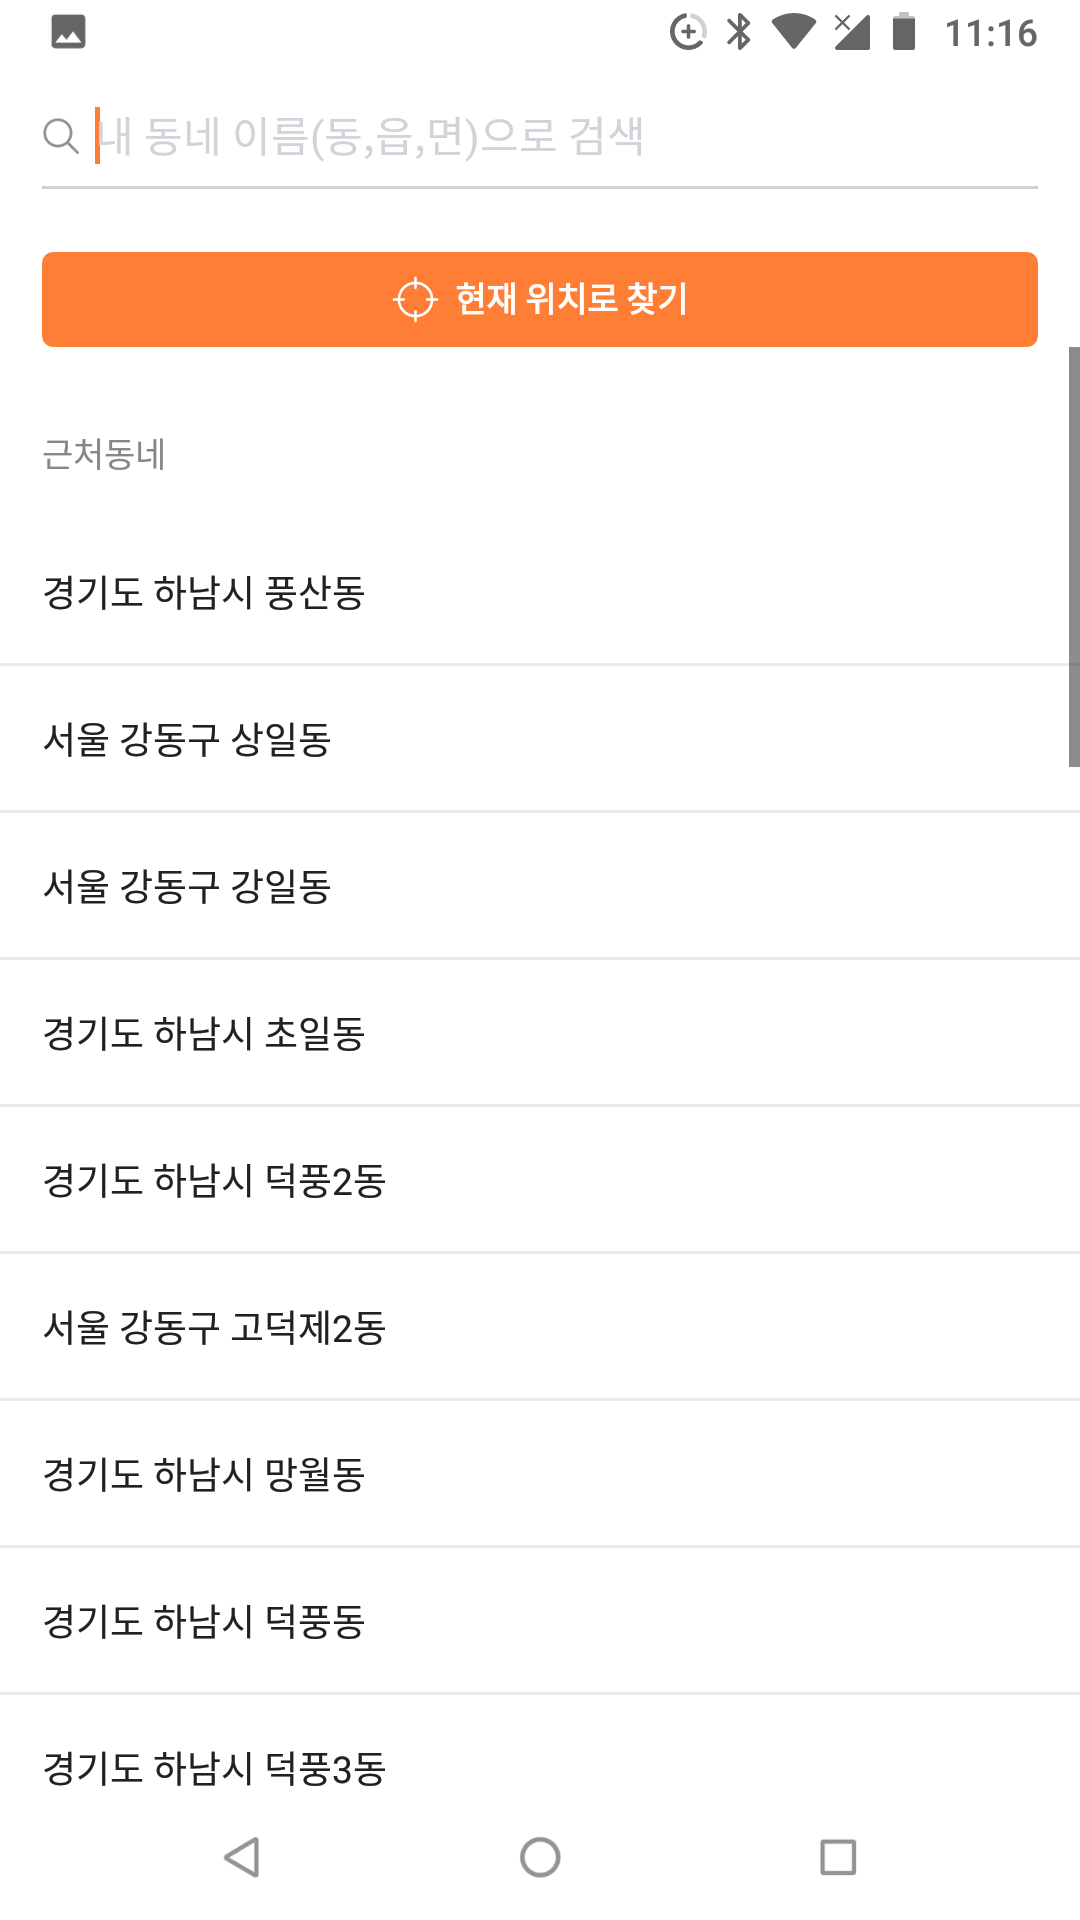 11:16
내 동네 이름(동,읍,면)으로 검색
현재 위치로 찾기
근처동네
경기도 하남시 풍산동
서울 강동구 상일동
서울 강동구 강일동
경기도 하남시 초일동
경기도 하남시 덕풍2동
서울 강동구 고덕제2동
경기도 하남시 망월동
경기도 하남시 덕풍동
경기도 하남시 덕풍3동